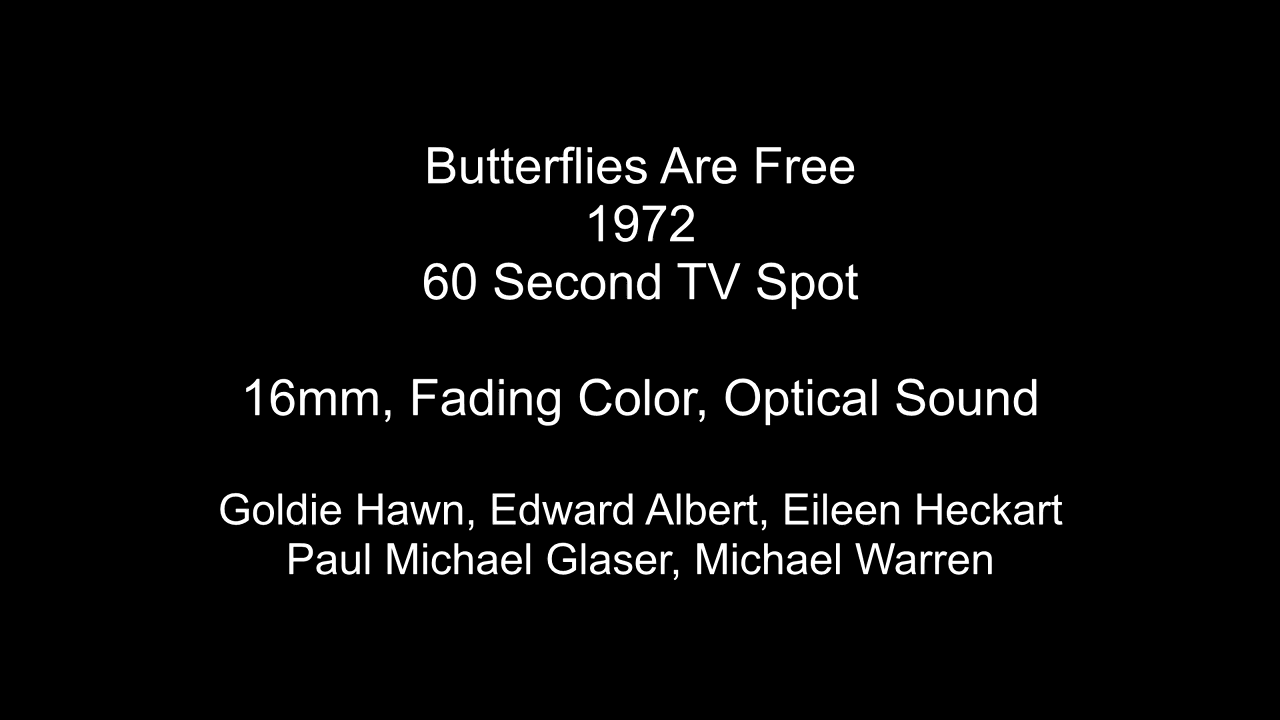 Butterflies Are Free
1972
60 Second TV Spot
16mm, Fading Color, Optical Sound
Goldie Hawn, Edward Albert, Eileen Heckart
Paul Michael Glaser, Michael Warren